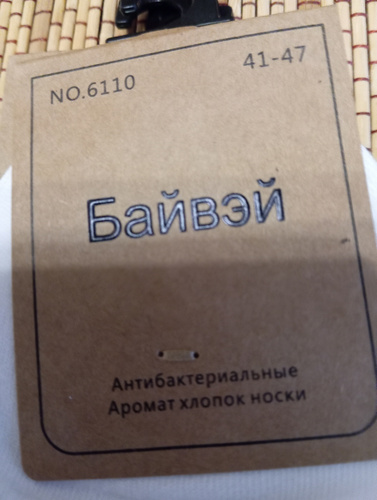 NO.6110 41-47
Байвэй
Антибактериальные
Аромат хлопок носки